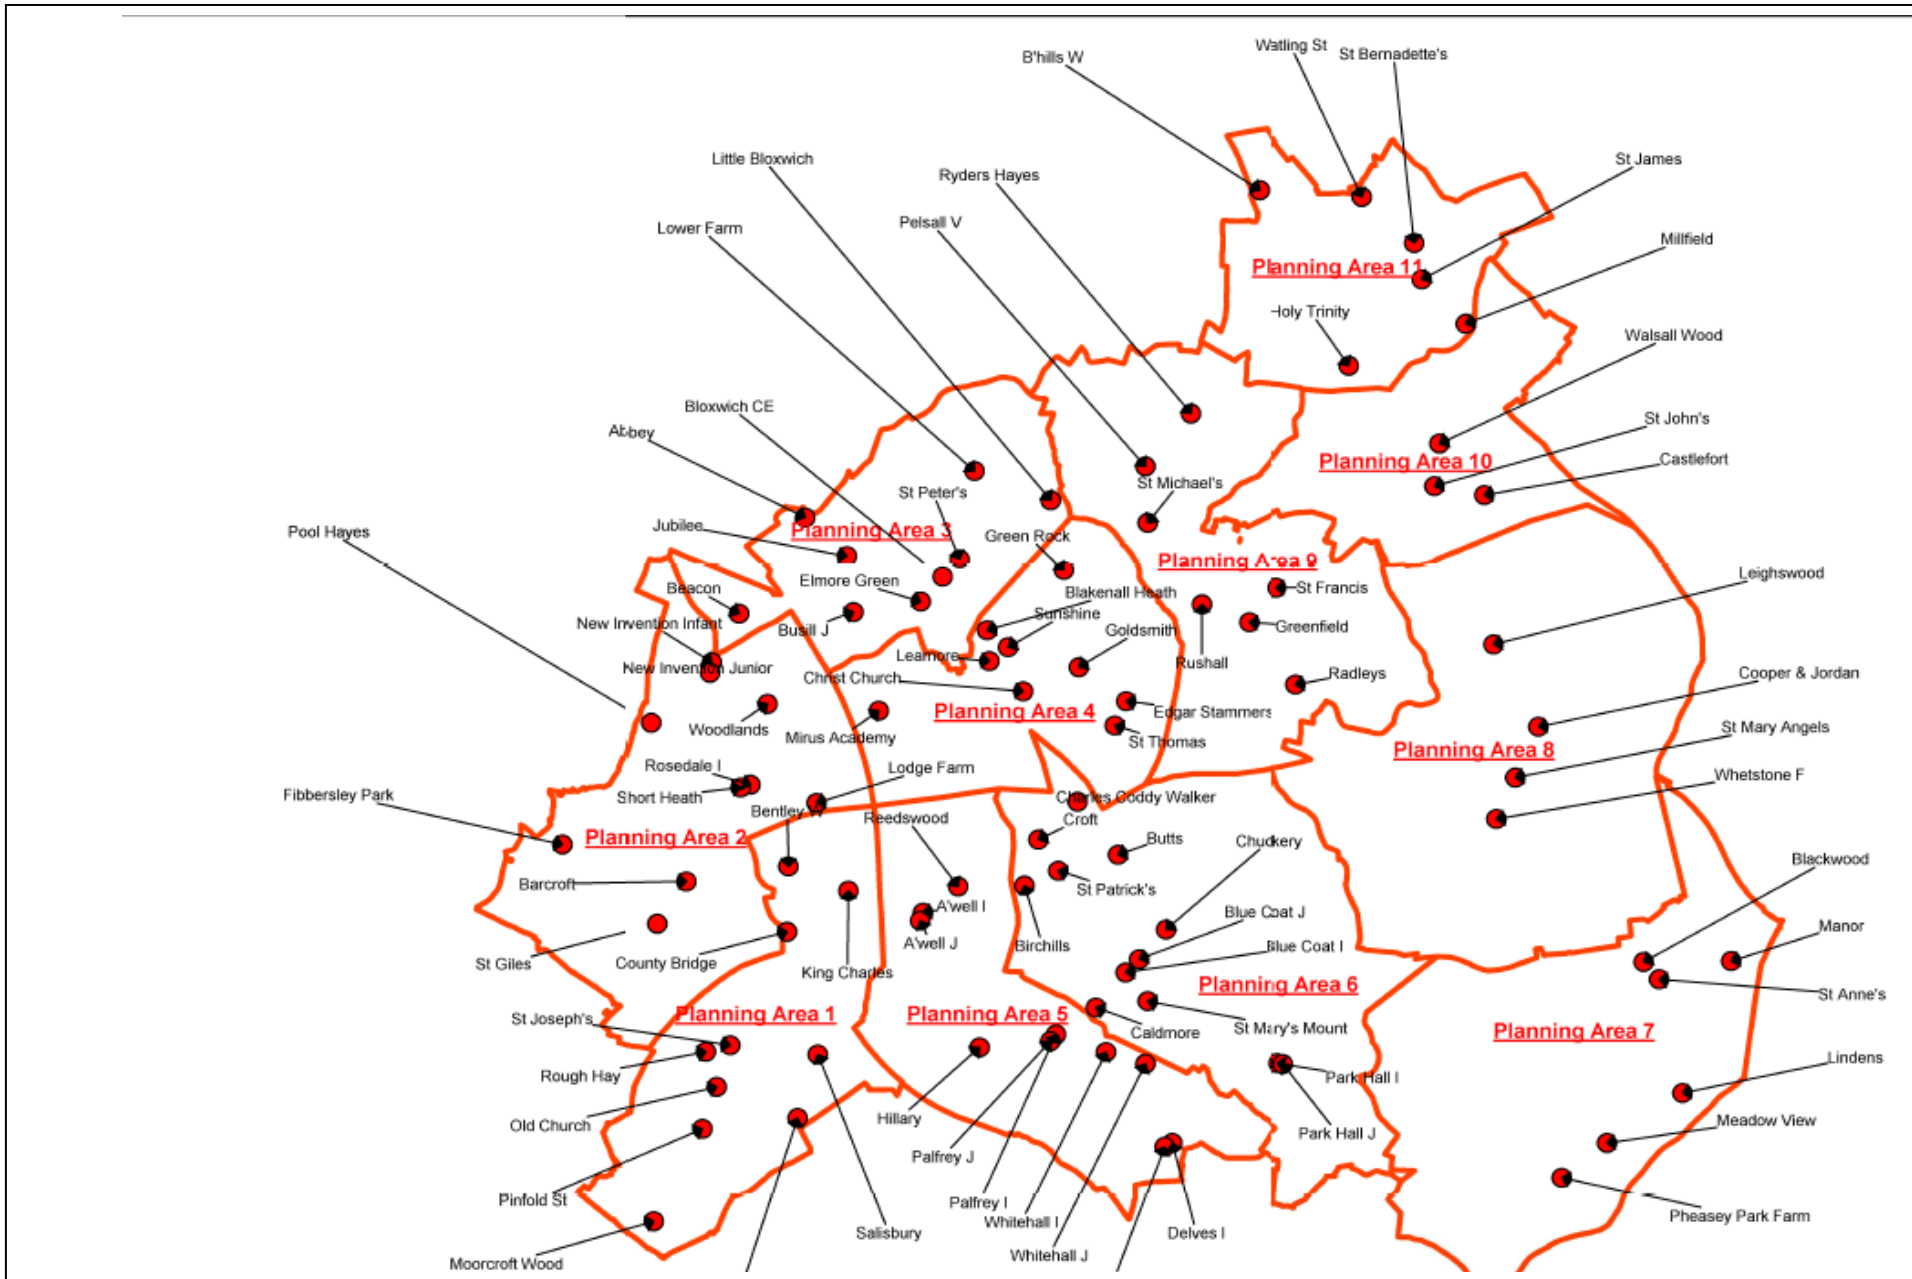 Watling St
St Bernadette's
B'hills W
Little Bloxwich
St James
Ryders Hayes
Pelsall V
Lower Farm
Millfield
Planning Area 11
Holy Trinity
Walsall Wood
Bloxwich CE
St John's
Abbey
Castlefort
Planning Area 10
St Michael's
St Peter's
Jubilee
Planning Area 3
Pool Hayes
Green Rock
Planning Area 9
Leighswood
Elmore Green
Beacon
St Francis
Blakenall Heath
Sunshine
New Invention Infant
Busill J
Goldsmith
Greenfield
Leamore
Rushall
New Invention Junior
Christ Church
Radleys
Cooper & Jordan
Planning Area 4
Edgar Stammers
Woodlands
Mirus Academy
St Thomas
St Mary Angels
Planning Area 8
Rosedale I
Lodge Farm
Whetstone F
Fibbersley Park
Short Heath
Charles Coddy Walker
Bentley W
Reedswood
Croft
Planning Area 2
Butts
Chuckery
Blackwood
Barcroft
St Patrick's
A'well I
Blue Coat J
Manor
A'well J
Birchills
Blue Coat I
St Giles
County Bridge
King Charles
Planning Area 6
St Anne's
St Joseph's
Planning Area 1
Planning Area 5
Caldmore
St Mary's Mount
Planning Area 7
Lindens
Rough Hay
Park Hall I
Old Church
Hillary
Park Hall J
Meadow View
Palfrey J
Pinfold St
Palfrey I
Whitehall I
Salisbury
Delves I
Pheasey Park Farm
Whitehall J
Moorcroft Wood